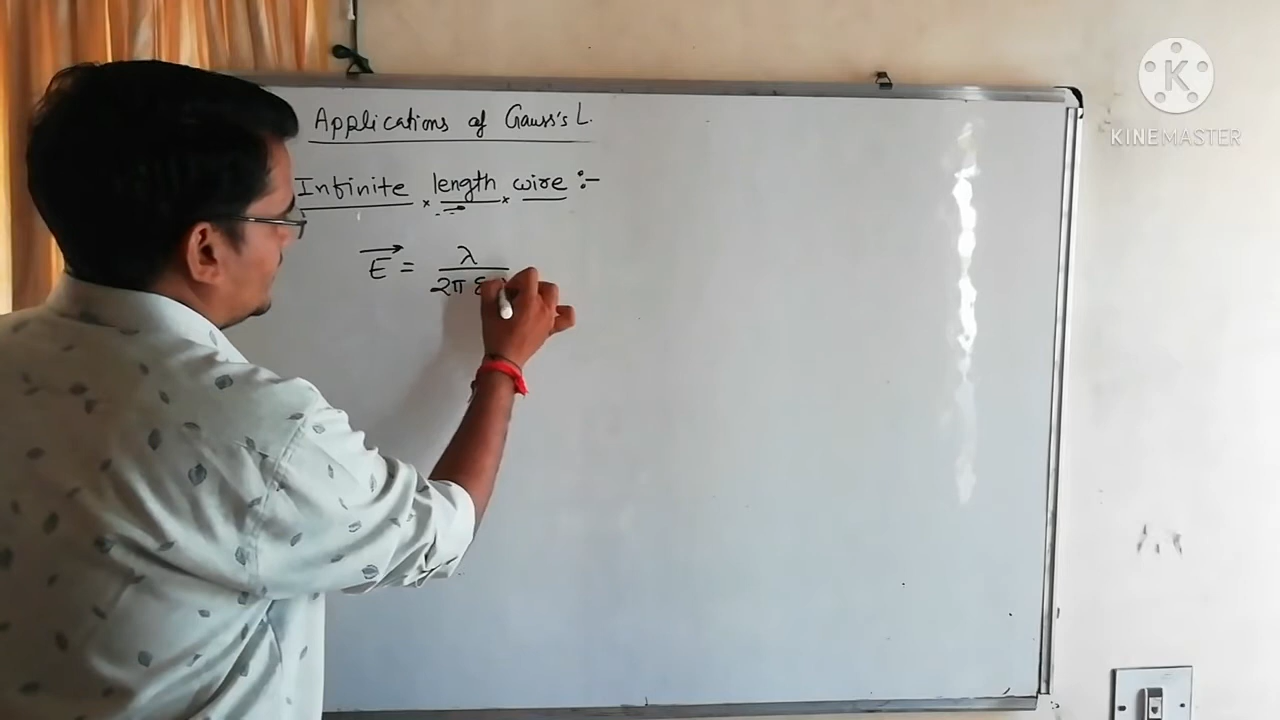 Applications of Gauss's L.
Infinite length wire :-
E = λ
2π ε
K
KINEMASTER